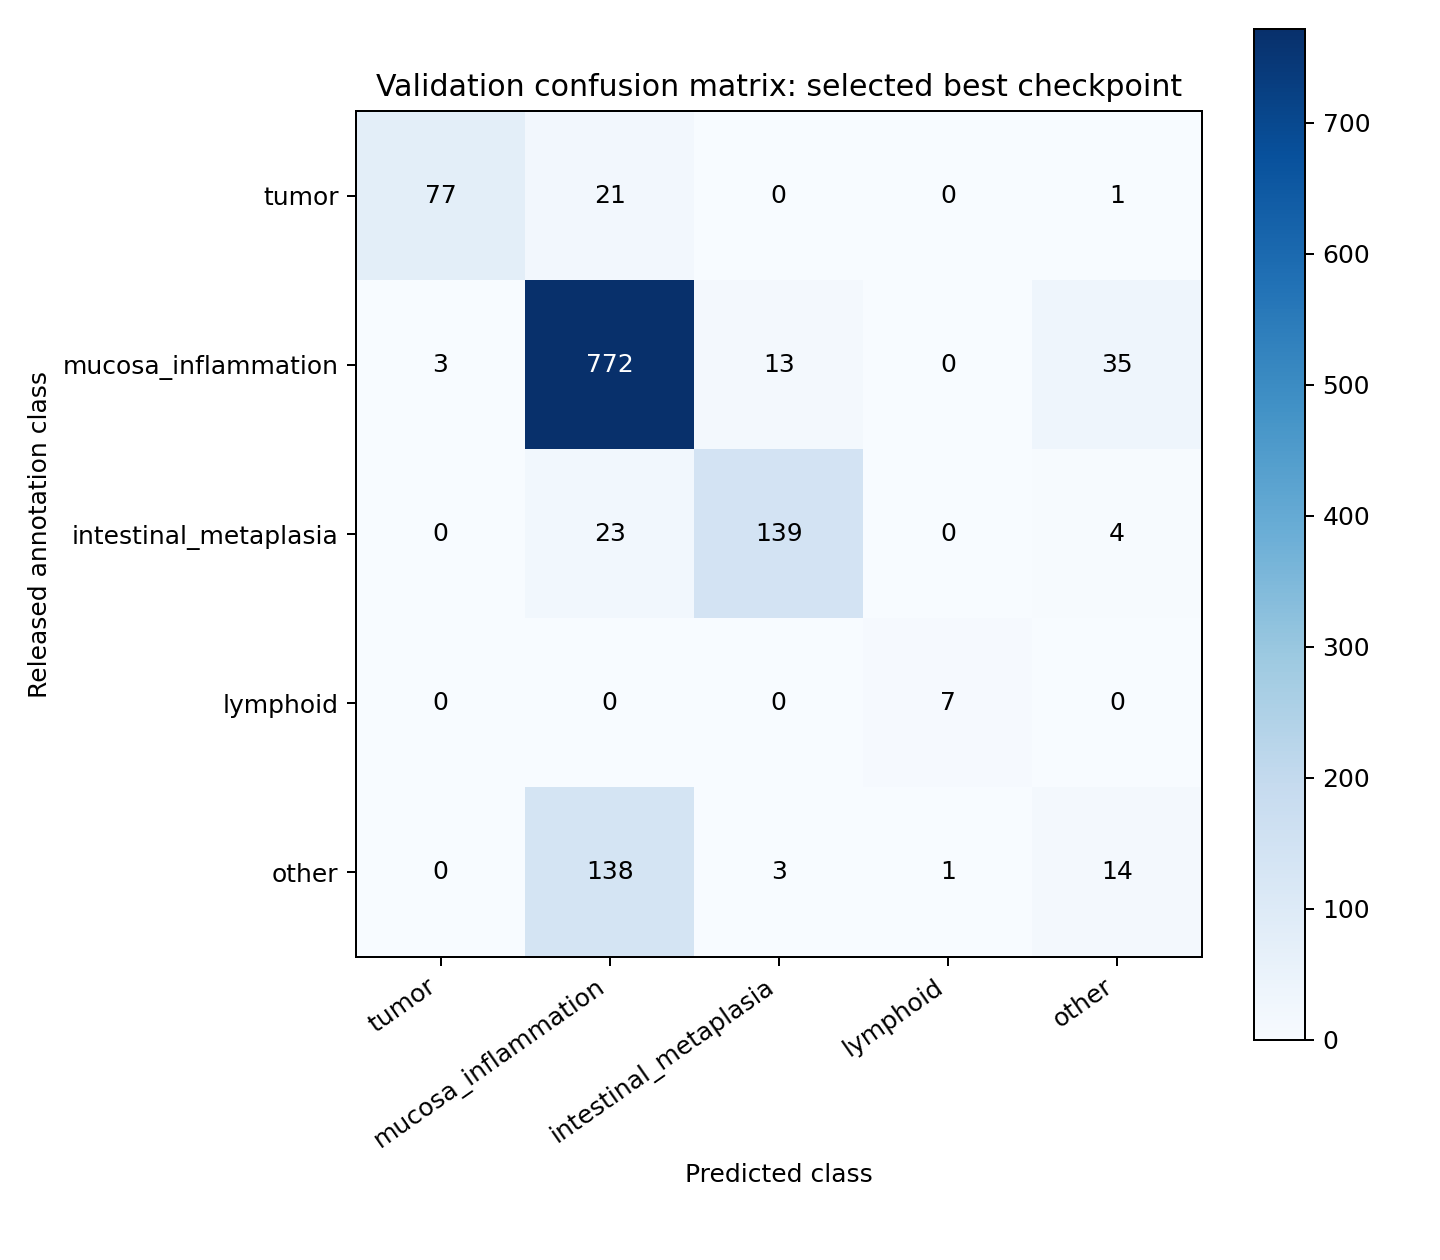 Validation confusion matrix: selected best checkpoint
Released annotation class
tumor 77 21 0 0 1
mucosa_inflammation 3 772 13 0 35
intestinal_metaplasia 0 23 139 0 4
lymphoid 0 0 0 7 0
other 0 138 3 1 14
tumor
mucosa_inflammation
intestinal_metaplasia
lymphoid
other
Predicted class
700
600
500
400
300
200
100
0